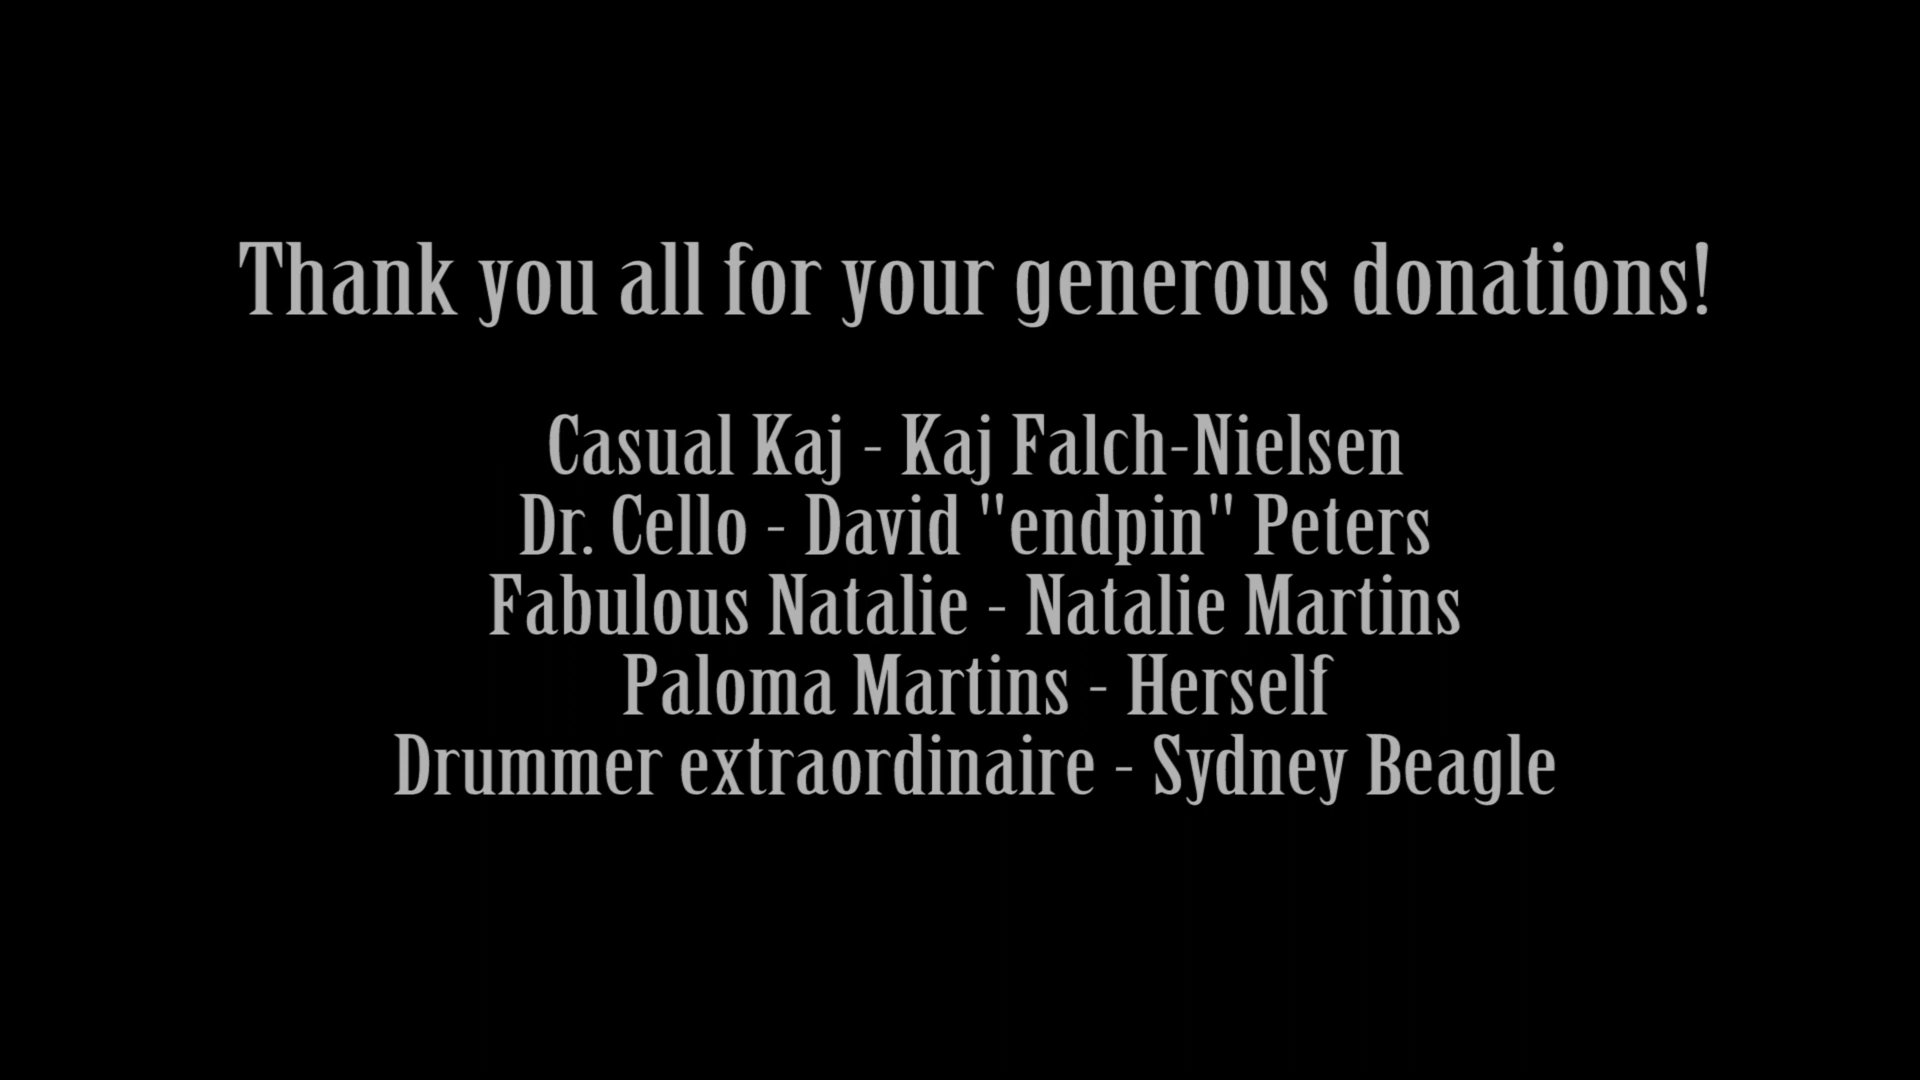 Thank you all for your generous donations!
Casual Kaj - Kaj Falch-Nielsen
Dr. Cello - David "endpin" Peters
Fabulous Natalie - Natalie Martins
Paloma Martins - Herself
Drummer extraordinaire - Sydney Beagle